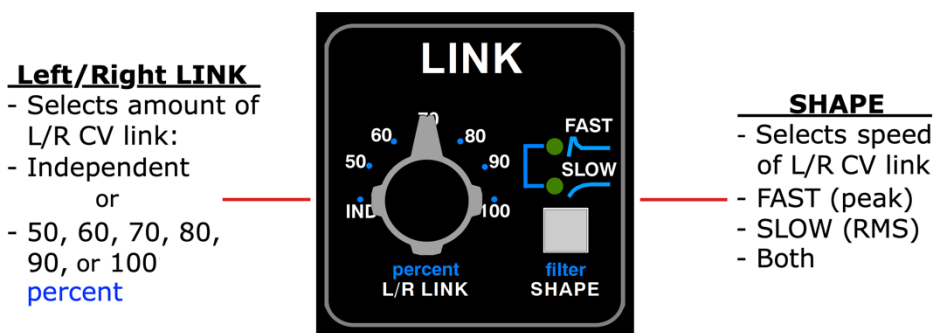 Left/Right LINK
- Selects amount of
L/R CV link:
- Independent
or
- 50, 60, 70, 80,
90, or 100
percent
LINK
70
60
80
50
90
IND
100
percent
L/R LINK
FAST
SLOW
filter
SHAPE
SHAPE
- Selects speed
of L/R CV link
- FAST (peak)
- SLOW (RMS)
- Both